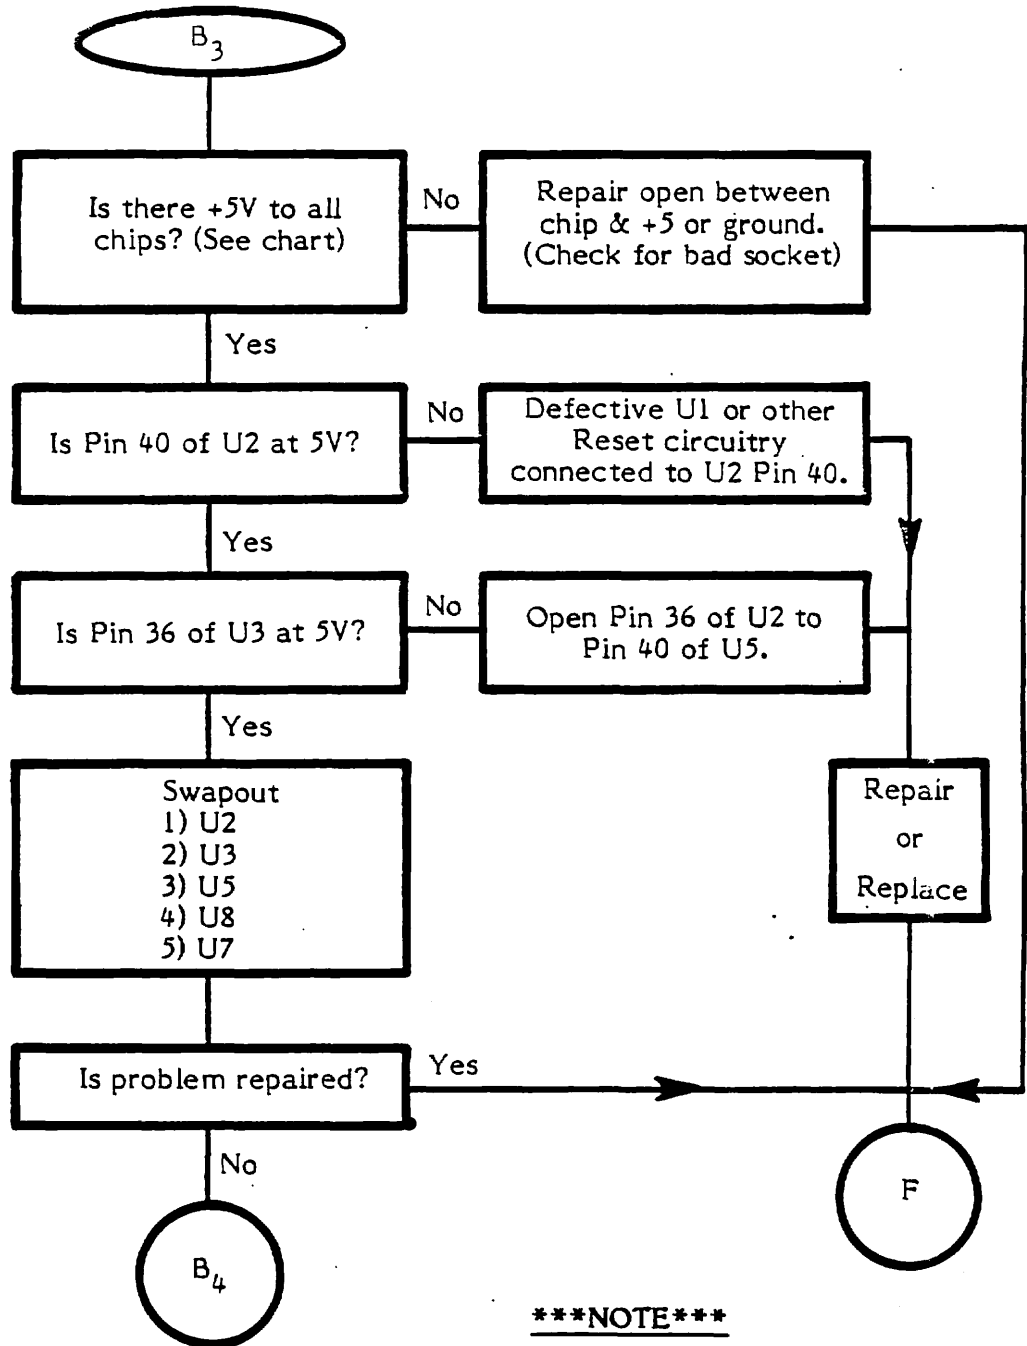 B3
Is there +5V to all
chips? (See chart)
No
Repair open between
chip & +5 or ground.
(Check for bad socket)
Yes
Is Pin 40 of U2 at 5V?
No
Defective U1 or other
Reset circuitry
connected to U2 Pin 40.
Yes
Is Pin 36 of U3 at 5V?
No
Open Pin 36 of U2 to
Pin 40 of U5.
Yes
Swapout
1) U2
2) U3
3) U5
4) U8
5) U7
Repair
or
Replace
Is problem repaired?
Yes
No
F
B4
***NOTE***